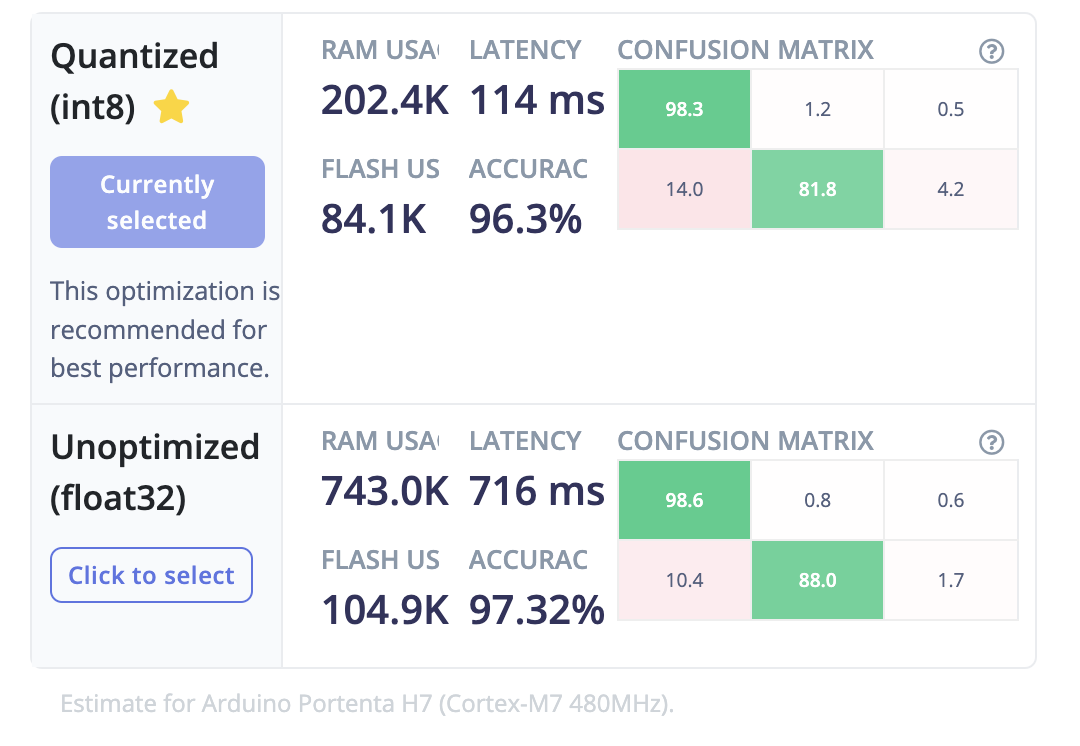 Quantized
(int8)
Currently
selected
This optimization is
recommended for
best performance.
RAM USA
202.4K
LATENCY
114 ms
FLASH US
84.1K
ACCURAC
96.3%
CONFUSION MATRIX
?
98.3 1.2 0.5
14.0 81.8 4.2
Unoptimized
(float32)
Click to select
RAM USA
743.0K
LATENCY
716 ms
FLASH US
104.9K
ACCURAC
97.32%
CONFUSION MATRIX
?
98.6 0.8 0.6
10.4 88.0 1.7
Estimate for Arduino Portenta H7 (Cortex-M7 480MHz).